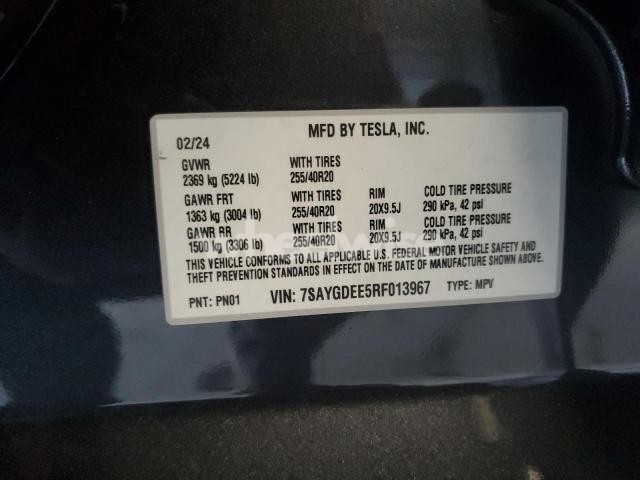 02/24 MFD BY TESLA, INC.
GVWR WITH TIRES
2369 kg (5224 lb) 255/40R20
GAWR FRT WITH TIRES RIM COLD TIRE PRESSURE
1363 kg (3004 lb) 255/40R20 20X9.5J 290 kPa, 42 psi
GAWR RR WITH TIRES RIM COLD TIRE PRESSURE
1500 kg (3306 lb) 255/40R20 20X9.5J 290 kPa, 42 psi
THIS VEHICLE CONFORMS TO ALL APPLICABLE U.S. FEDERAL MOTOR VEHICLE SAFETY AND
THEFT PREVENTION STANDARDS IN EFFECT ON THE DATE OF MANUFACTURE SHOWN ABOVE.
PNT: PN01 VIN: 7SAYGDEE5RF013967 TYPE: MPV